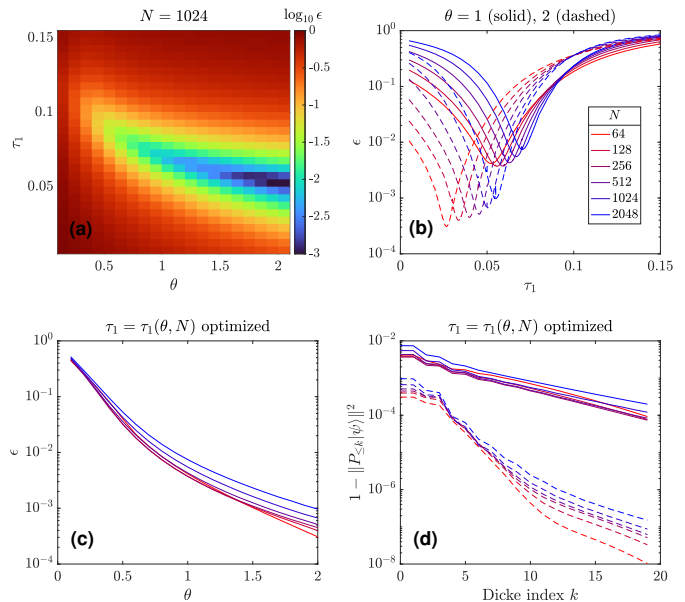 N = 1024
log₁₀ ϵ
0.15
0.1
0.05
τ₁
0
-0.5
-1
-1.5
-2
-2.5
-3
(a)
0.5
1
1.5
2
θ
θ = 1 (solid), 2 (dashed)
10⁰
10⁻¹
10⁻²
10⁻³
10⁻⁴
ϵ
N
64
128
256
512
1024
2048
(b)
0
0.05
0.1
0.15
τ₁
τ₁ = τ₁(θ, N) optimized
10⁰
10⁻¹
10⁻²
10⁻³
10⁻⁴
ϵ
(c)
0
0.5
1
1.5
2
θ
τ₁ = τ₁(θ, N) optimized
10⁻²
10⁻⁴
10⁻⁶
10⁻⁸
1 − ‖P≤ₖ|ψ⟩‖²
(d)
0
5
10
15
20
Dicke index k